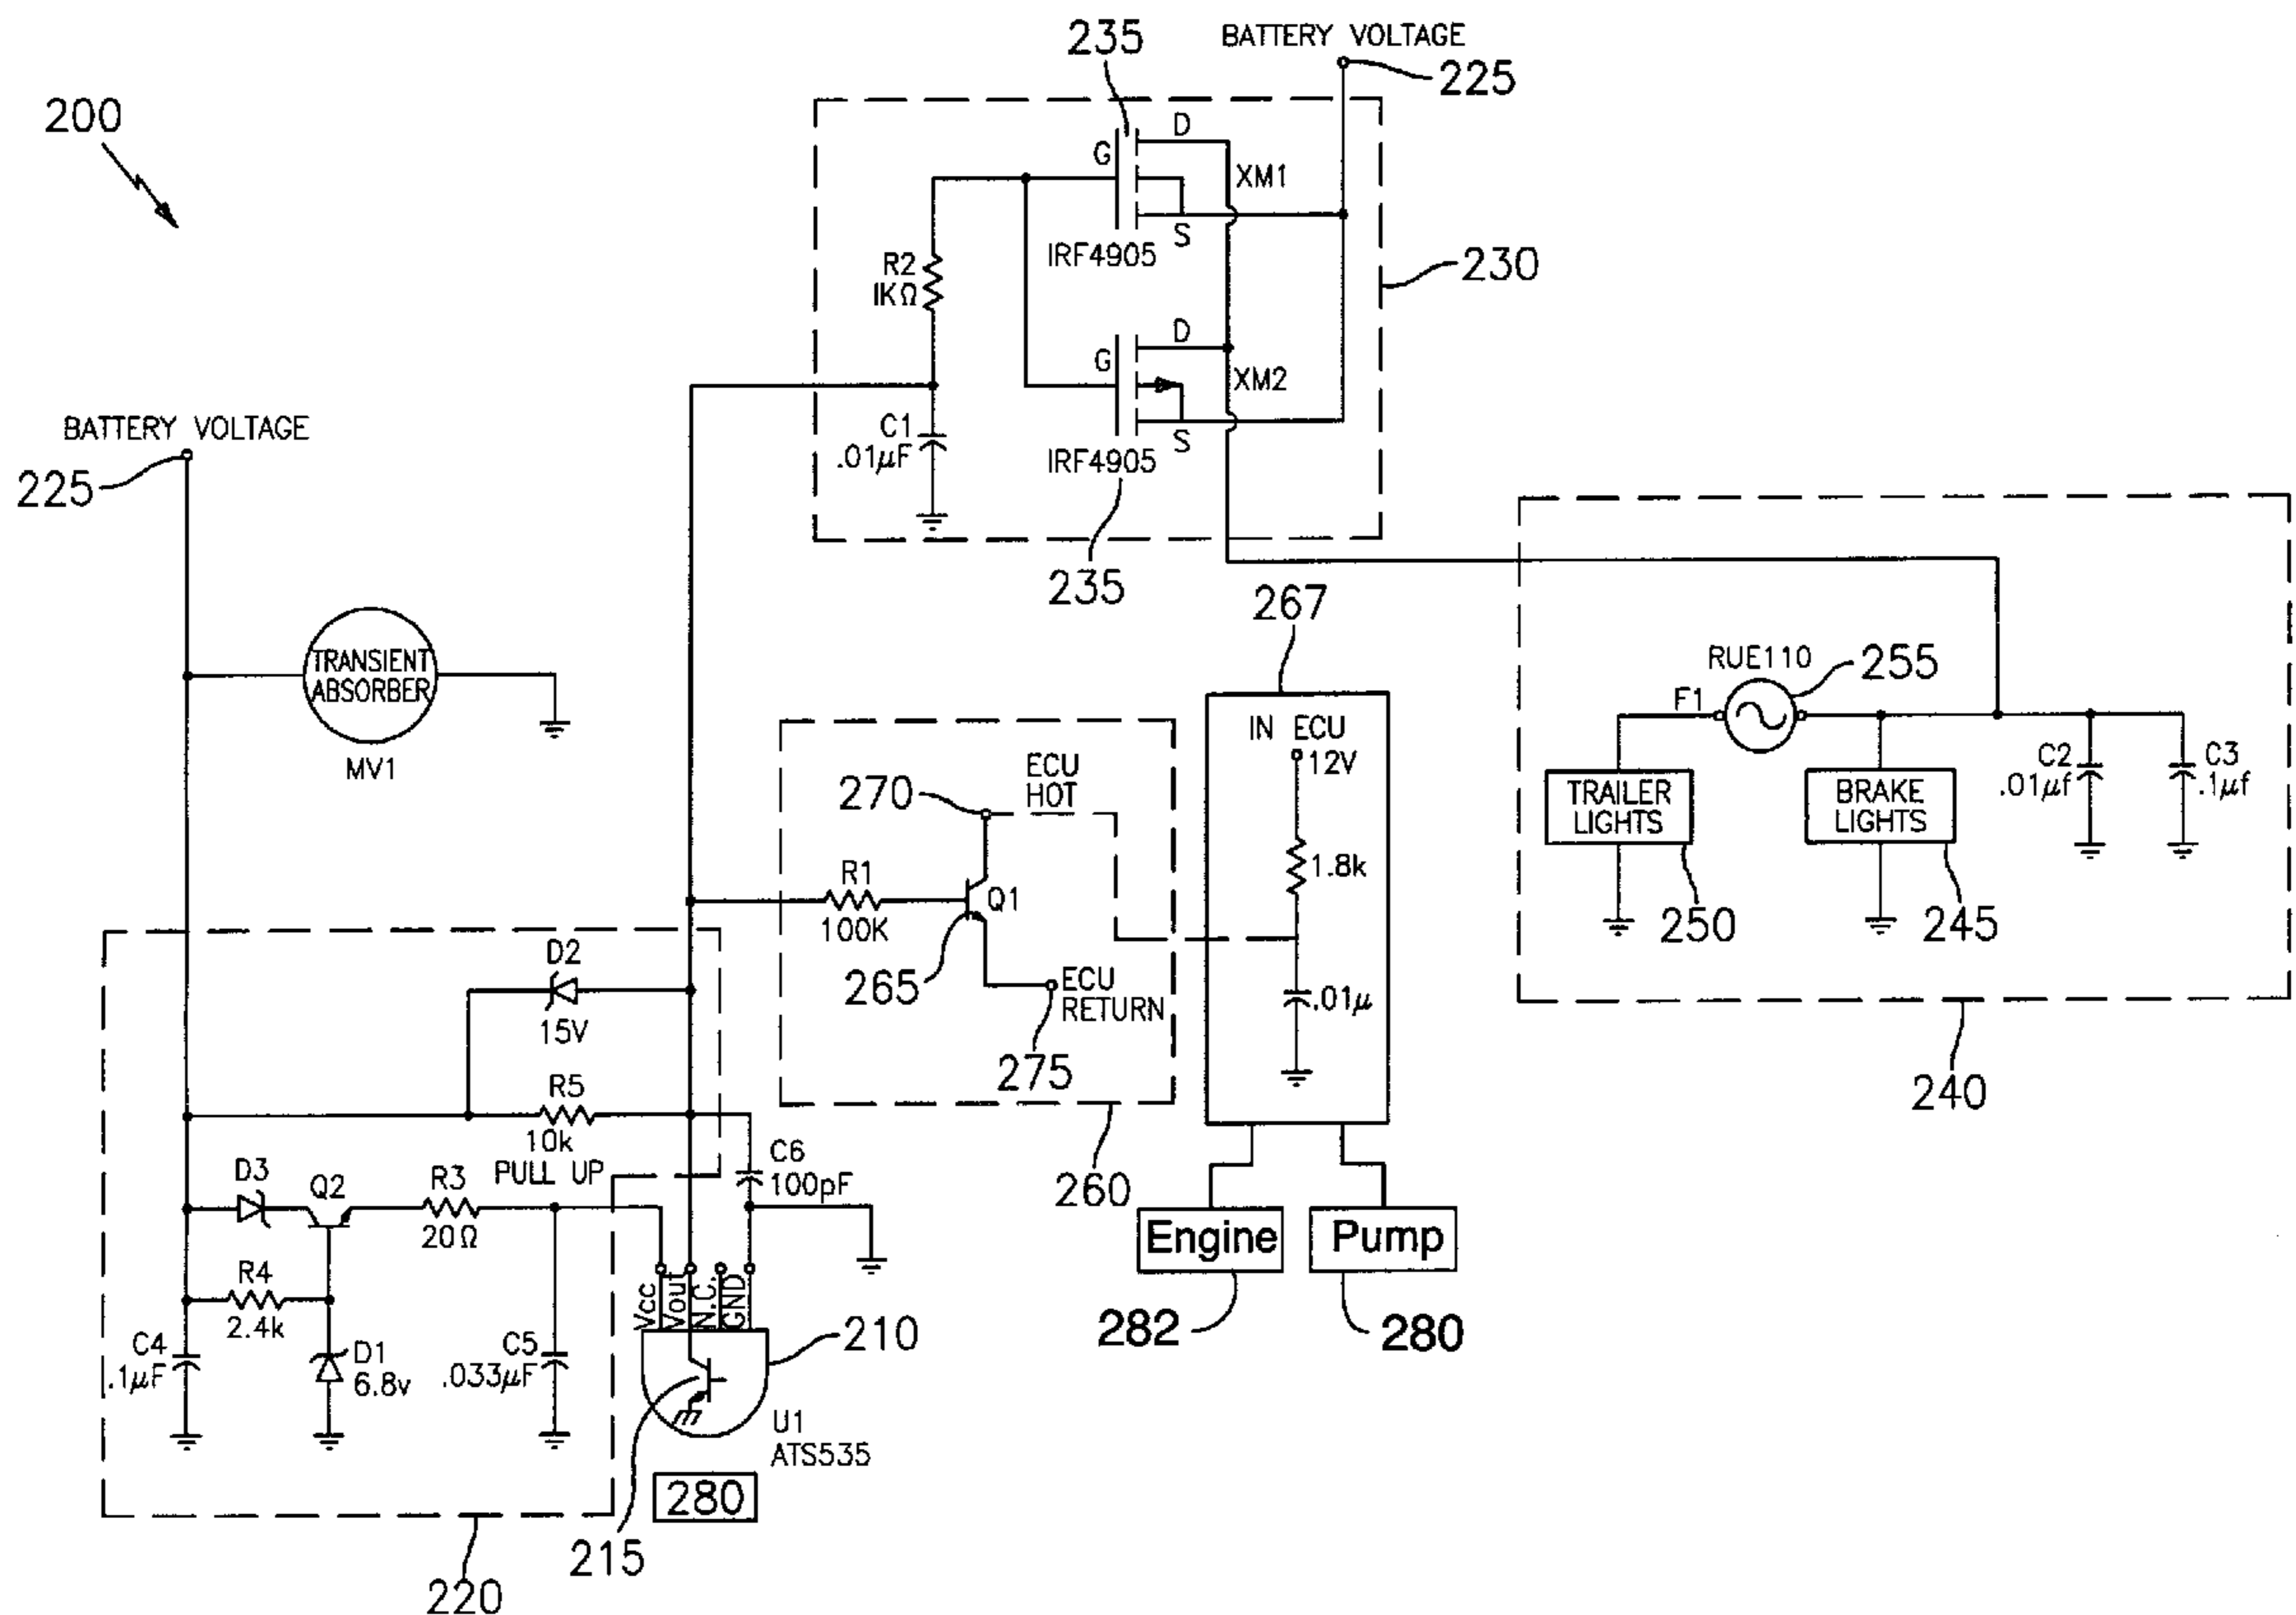 200
235
BATTERY VOLTAGE
225
D
G
XM1
S
IRF4905
230
R2
1KΩ
D
G
XM2
S
IRF4905
C1
.01μF
235
BATTERY VOLTAGE
225
TRANSIENT
ABSORBER
MV1
267
IN ECU
12V
1.8k
.01μ
RUE110
255
F1
TRAILER
LIGHTS
BRAKE
LIGHTS
C2
.01μf
C3
.1μf
250
245
240
270
ECU
HOT
R1
100K
Q1
265
ECU
RETURN
275
260
D2
15V
R5
10k
PULL UP
C6
100pF
D3
Q2
R3
20Ω
R4
2.4k
C4
.1μF
D1
6.8v
C5
.033μF
Vcc
Vout
N.C.
GND
210
U1
ATS535
280
215
220
Engine
Pump
282
280